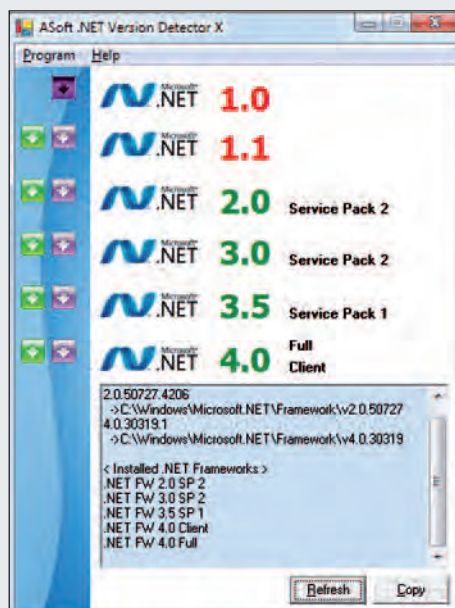 ASoft .NET Version Detector X
Program Help
Microsoft .NET 1.0
Microsoft .NET 1.1
Microsoft .NET 2.0 Service Pack 2
Microsoft .NET 3.0 Service Pack 2
Microsoft .NET 3.5 Service Pack 1
Microsoft .NET 4.0 Full
Client
2.0.50727.4206
->C:\Windows\Microsoft.NET\Framework\v2.0.50727
4.0.30319.1
->C:\Windows\Microsoft.NET\Framework\v4.0.30319
< Installed .NET Frameworks >
.NET FW 2.0 SP 2
.NET FW 3.0 SP 2
.NET FW 3.5 SP 1
.NET FW 4.0 Client
.NET FW 4.0 Full
Refresh Copy